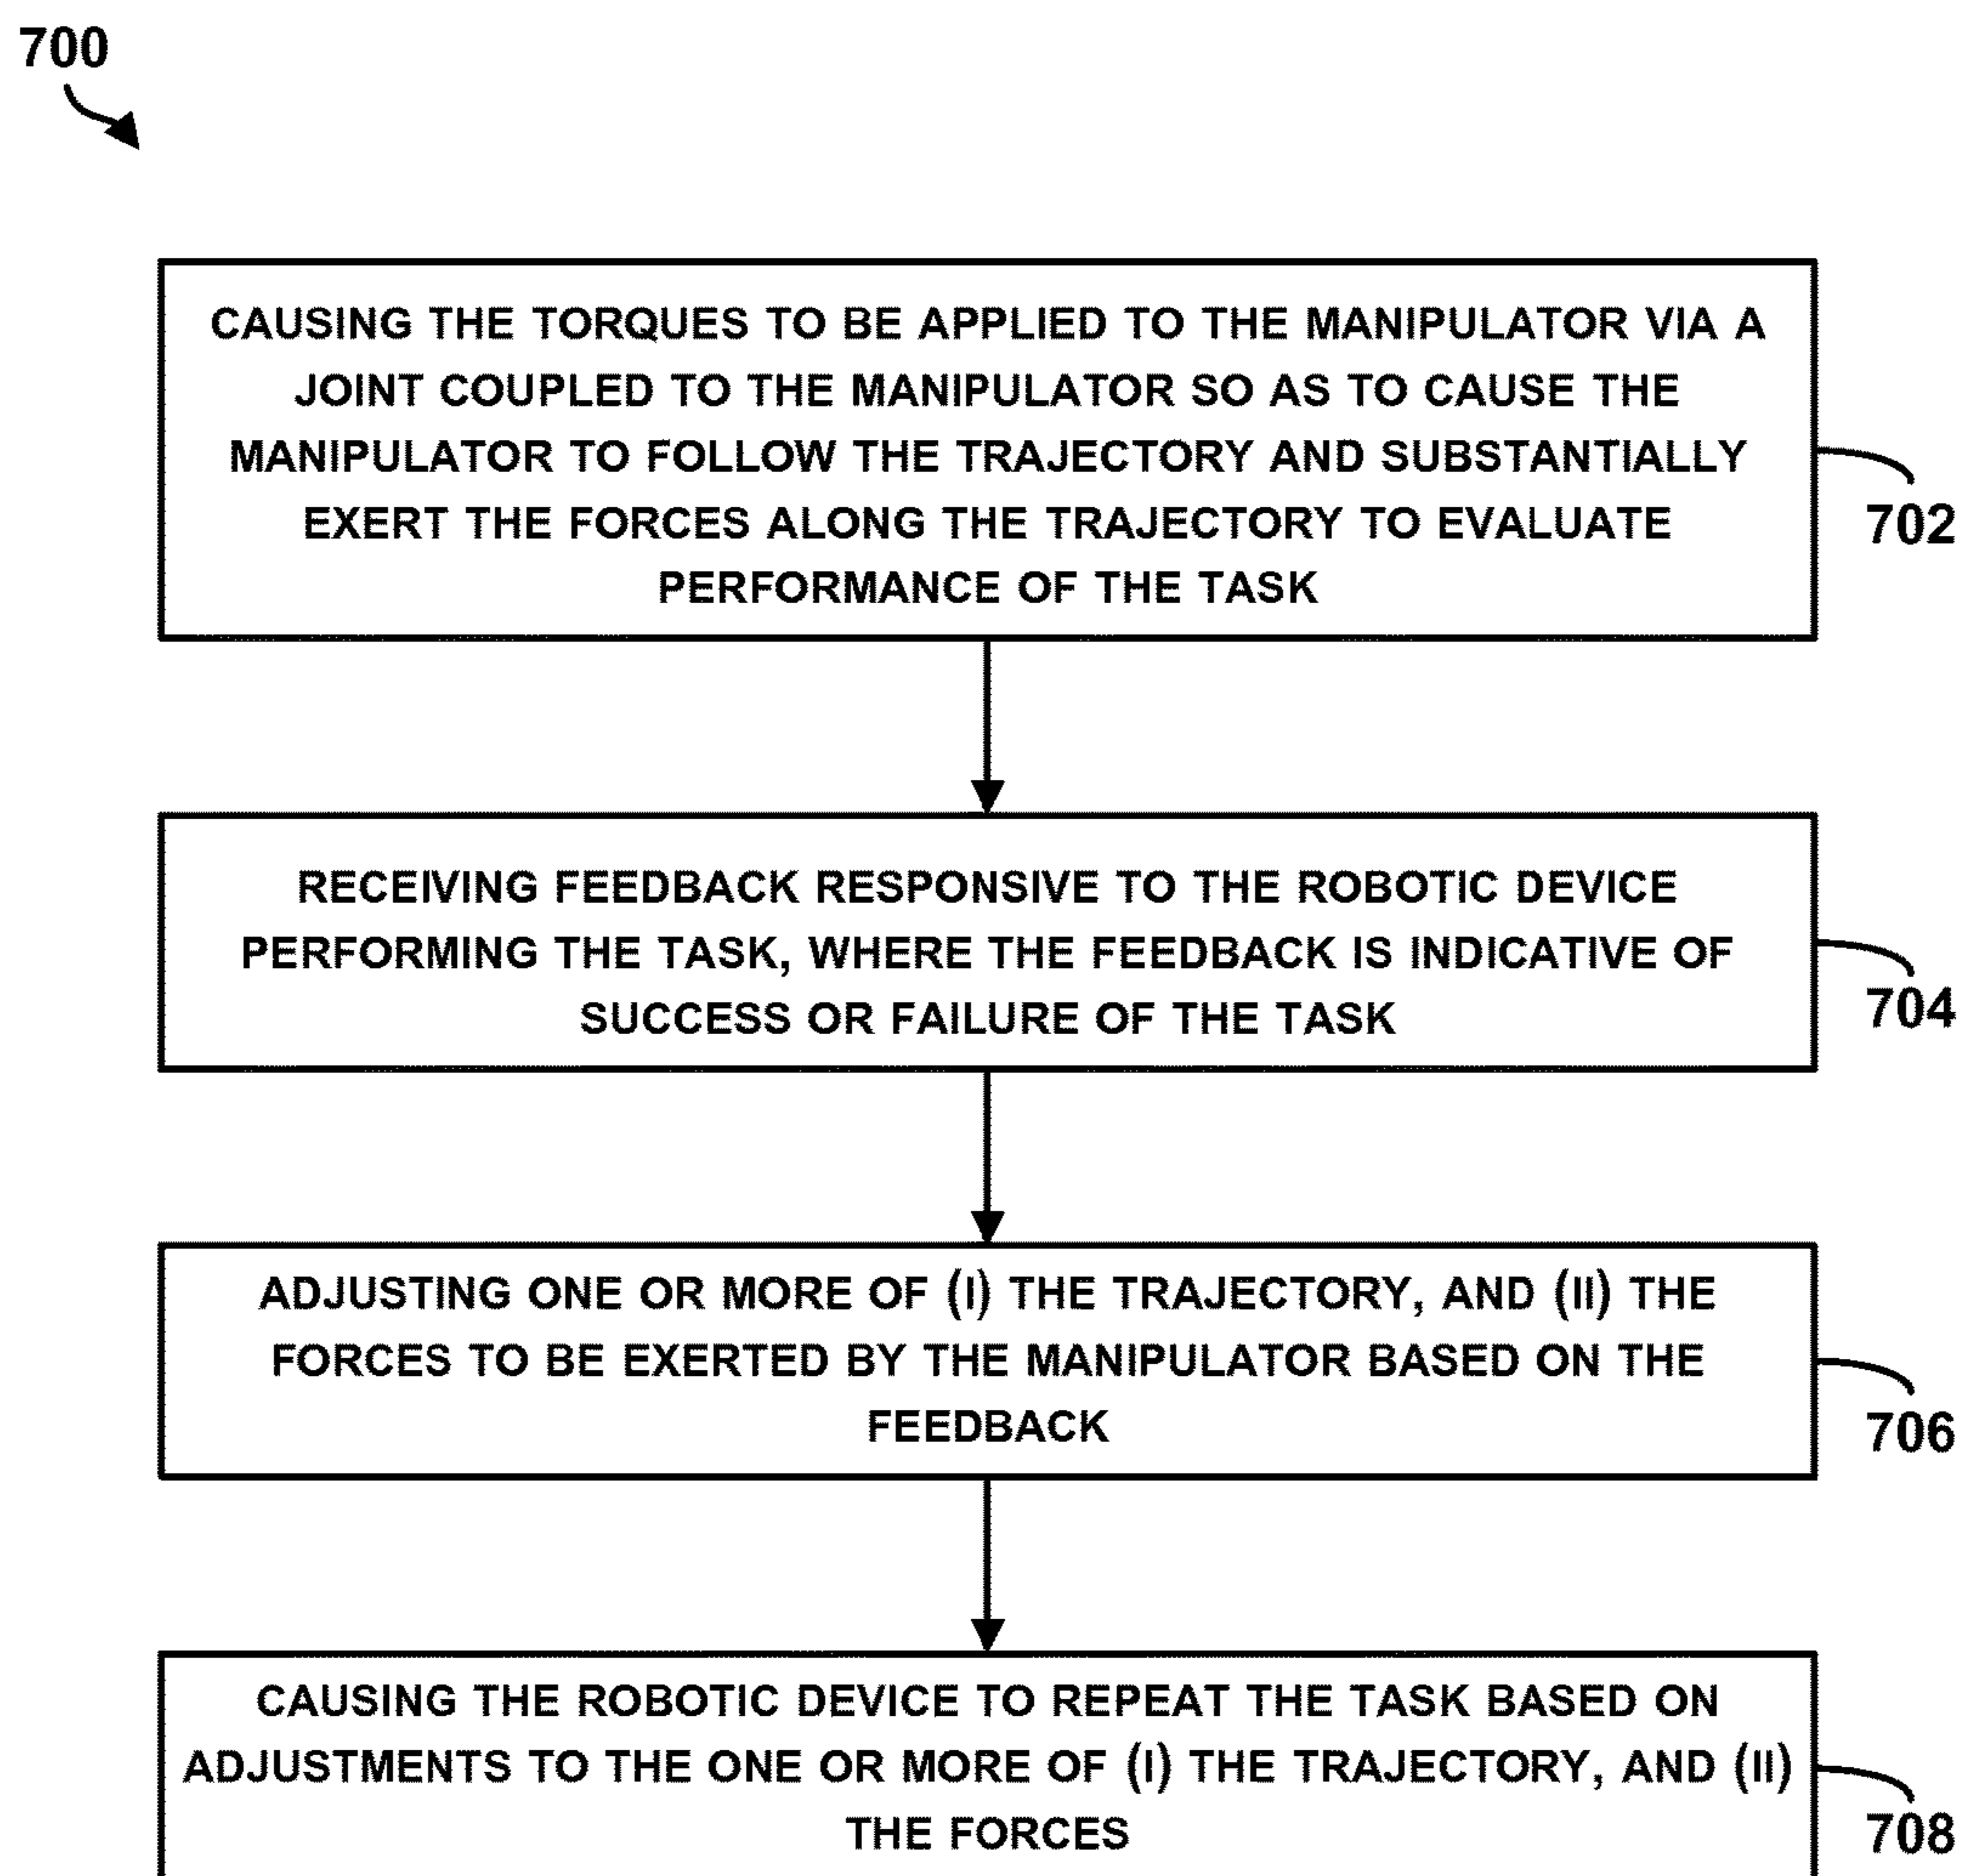 700
CAUSING THE TORQUES TO BE APPLIED TO THE MANIPULATOR VIA A
JOINT COUPLED TO THE MANIPULATOR SO AS TO CAUSE THE
MANIPULATOR TO FOLLOW THE TRAJECTORY AND SUBSTANTIALLY
EXERT THE FORCES ALONG THE TRAJECTORY TO EVALUATE
PERFORMANCE OF THE TASK
702
RECEIVING FEEDBACK RESPONSIVE TO THE ROBOTIC DEVICE
PERFORMING THE TASK, WHERE THE FEEDBACK IS INDICATIVE OF
SUCCESS OR FAILURE OF THE TASK
704
ADJUSTING ONE OR MORE OF (I) THE TRAJECTORY, AND (II) THE
FORCES TO BE EXERTED BY THE MANIPULATOR BASED ON THE
FEEDBACK
706
CAUSING THE ROBOTIC DEVICE TO REPEAT THE TASK BASED ON
ADJUSTMENTS TO THE ONE OR MORE OF (I) THE TRAJECTORY, AND (II)
THE FORCES
708